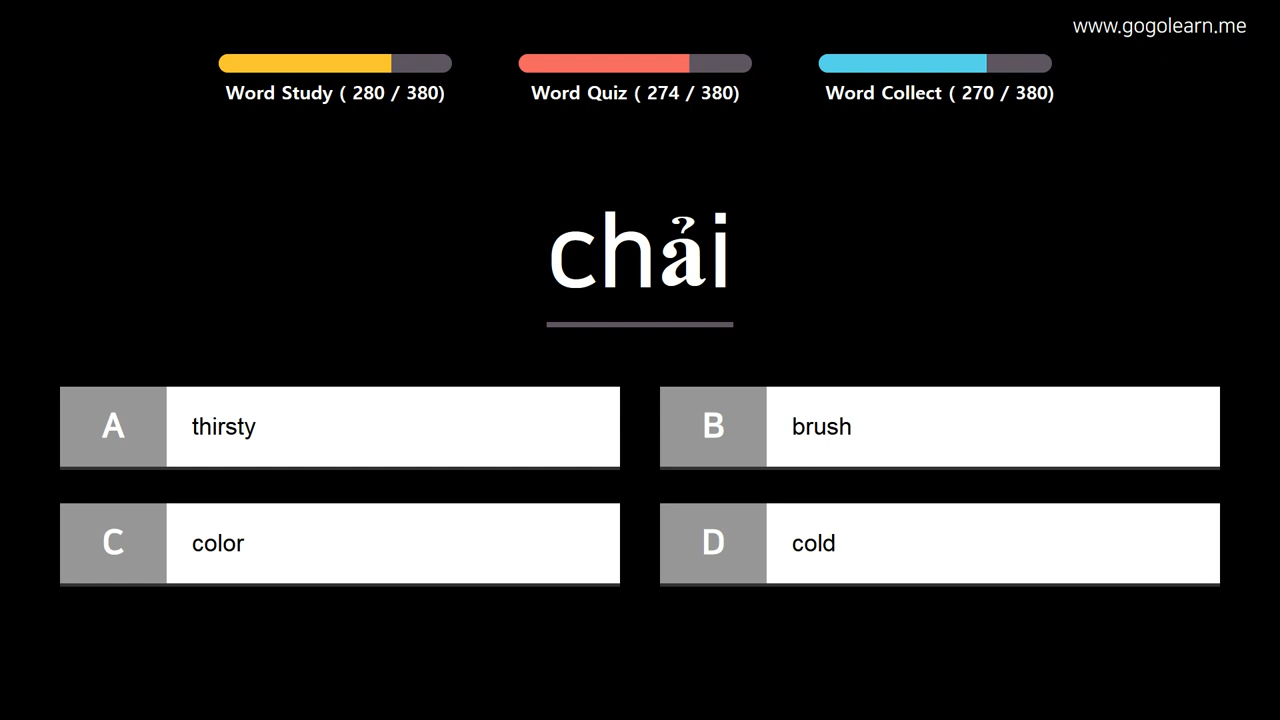 www.gogolearn.me
Word Study ( 280 / 380)
Word Quiz ( 274 / 380)
Word Collect ( 270 / 380)
chải
A thirsty
B brush
C color
D cold